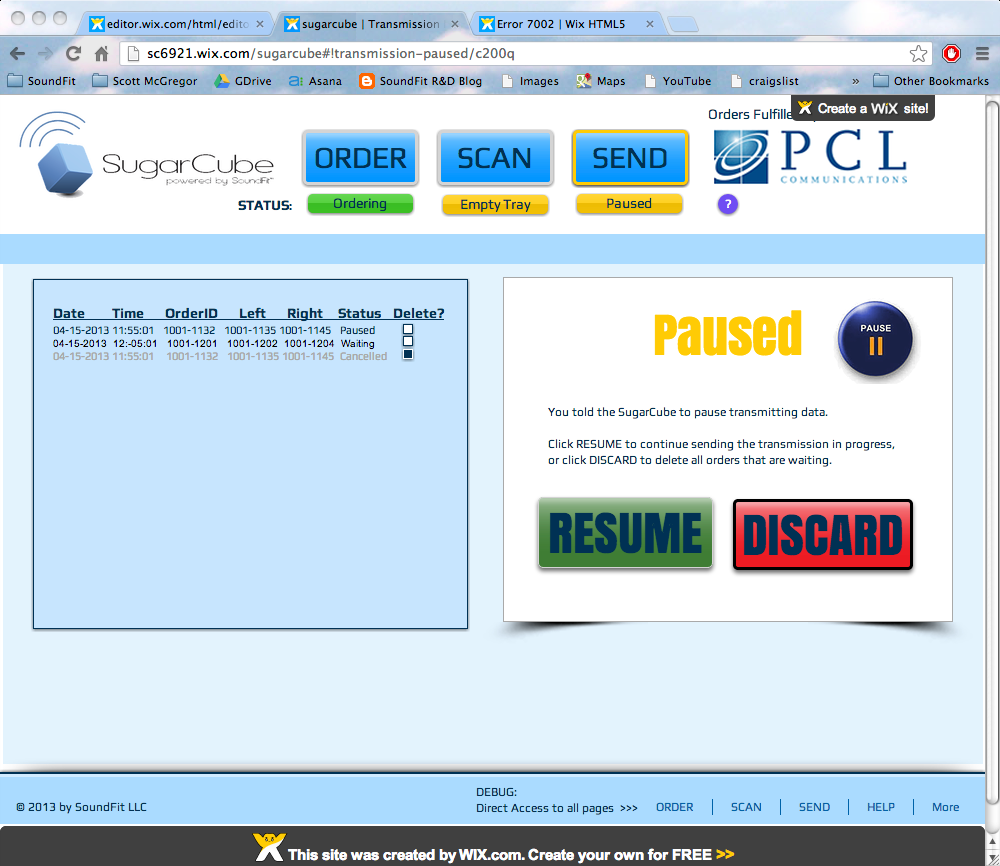 editor.wix.com/html/edito
sugarcube | Transmission
Error 7002 | Wix HTML5
sc6921.wix.com/sugarcube#!transmission-paused/c200q
SoundFit
Scott McGregor
GDrive
Asana
SoundFit R&D Blog
Images
Maps
YouTube
craigslist
»
Other Bookmarks
Orders Fulfille
Create a WiX site!
SugarCube
powered by SoundFit
ORDER
SCAN
SEND
PCL
COMMUNICATIONS
STATUS:
Ordering
Empty Tray
Paused
?
Date Time OrderID Left Right Status Delete?
04-15-2013 11:55:01 1001-1132 1001-1135 1001-1145 Paused
04-15-2013 12:-05:01 1001-1201 1001-1202 1001-1204 Waiting
04-15-2013 11:55:01 1001-1132 1001-1135 1001-1145 Cancelled
Paused
PAUSE
You told the SugarCube to pause transmitting data.
Click RESUME to continue sending the transmission in progress,
or click DISCARD to delete all orders that are waiting.
RESUME
DISCARD
© 2013 by SoundFit LLC
DEBUG:
Direct Access to all pages >>>
ORDER
SCAN
SEND
HELP
More
This site was created by WIX.com. Create your own for FREE >>